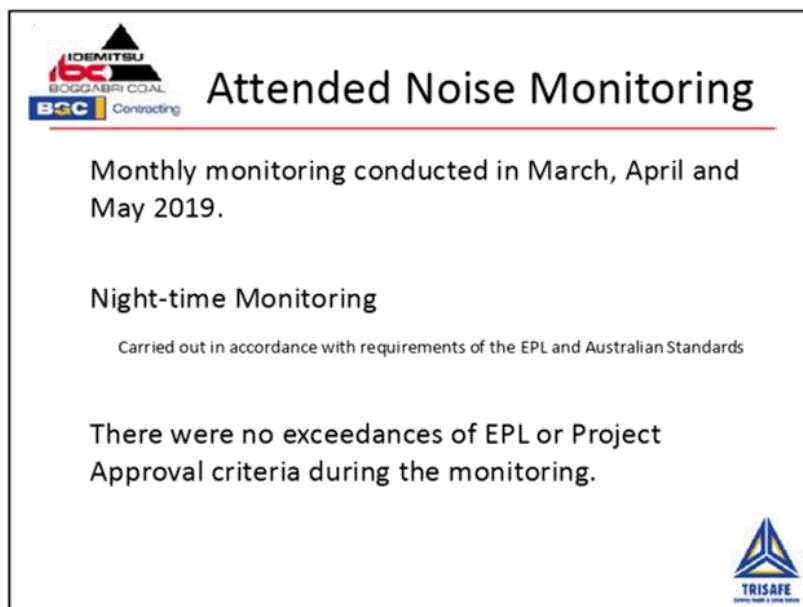 IDEMITSU
BOGGABRI COAL
BGC Contracting
Attended Noise Monitoring
Monthly monitoring conducted in March, April and
May 2019.
Night-time Monitoring
Carried out in accordance with requirements of the EPL and Australian Standards
There were no exceedances of EPL or Project
Approval criteria during the monitoring.
TRISAFE